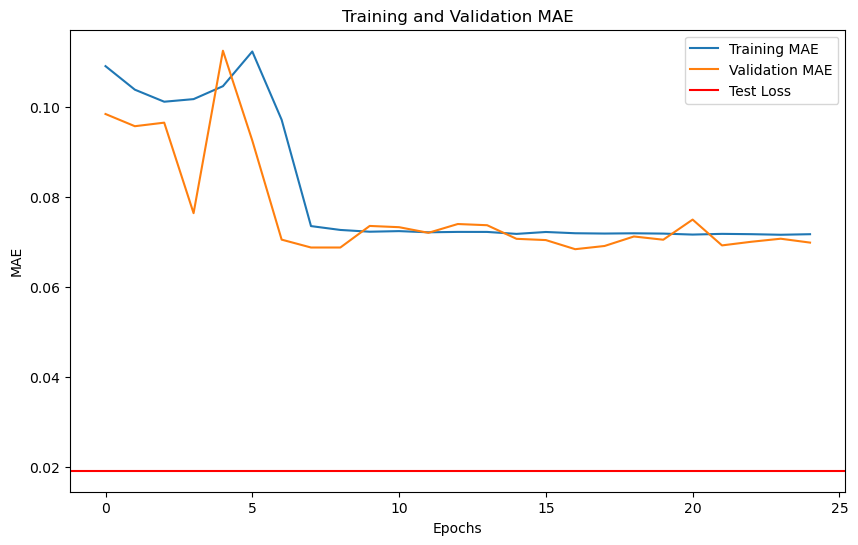 Training and Validation MAE
Training MAE
Validation MAE
Test Loss
0.10
0.08
0.06
0.04
0.02
MAE
0 5 10 15 20 25
Epochs